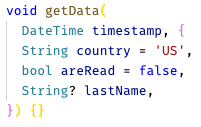 void getData(
  DateTime timestamp, {
  String country = 'US',
  bool areRead = false,
  String? lastName,
}) {}